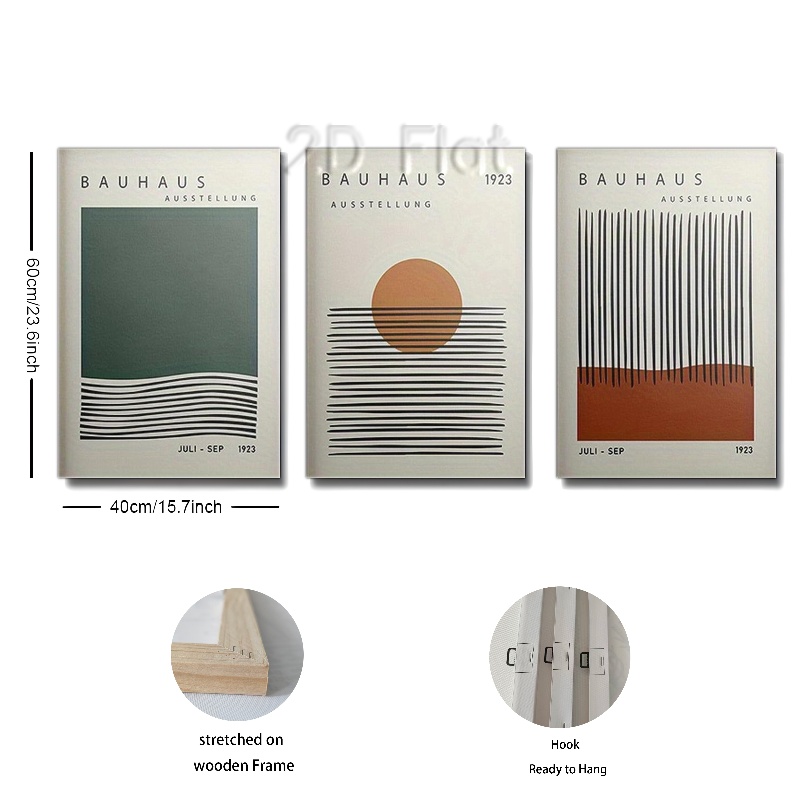 2D Flat
BAUHAUS
AUSSTELLUNG
JULI - SEP 1923
BAUHAUS 1923
AUSSTELLUNG
BAUHAUS
AUSSTELLUNG
JULI - SEP 1923
60cm/23.6inch
40cm/15.7inch
stretched on
wooden Frame
Hook
Ready to Hang